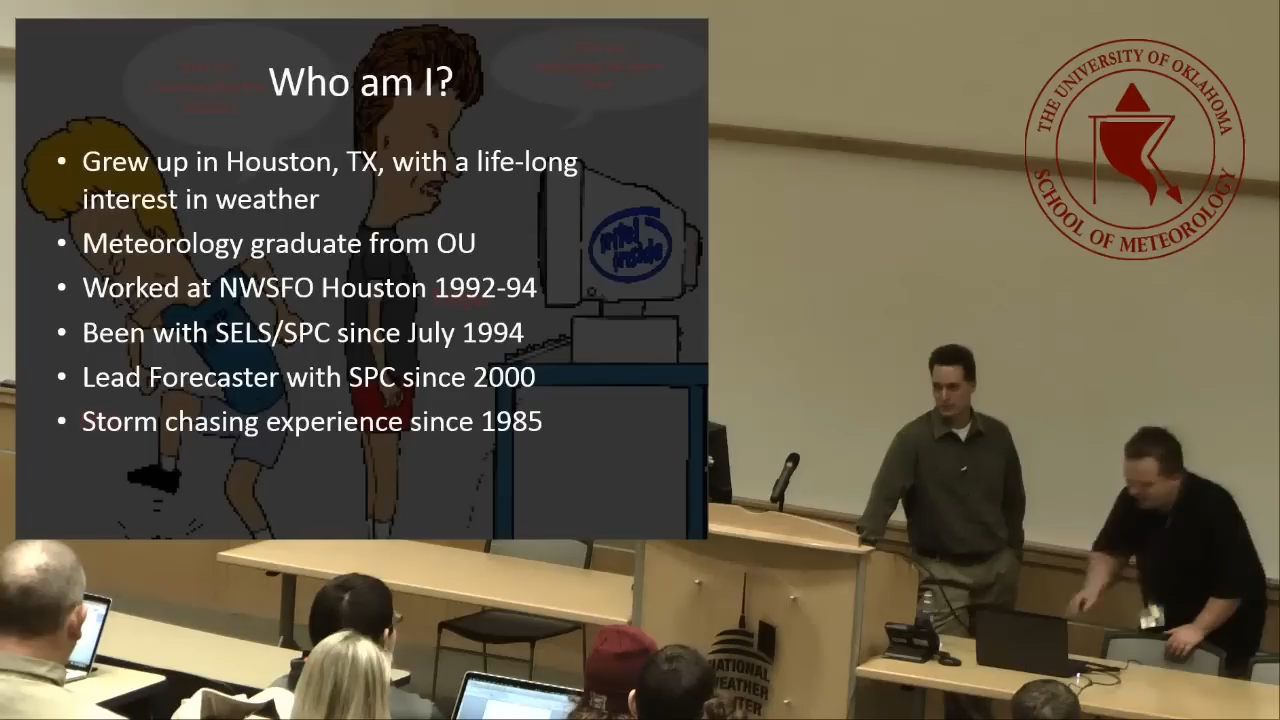 Who am I?
• Grew up in Houston, TX, with a life-long
interest in weather
• Meteorology graduate from OU
• Worked at NWSFO Houston 1992-94
• Been with SELS/SPC since July 1994
• Lead Forecaster with SPC since 2000
• Storm chasing experience since 1985
intel
inside
THE UNIVERSITY OF OKLAHOMA
SCHOOL OF METEOROLOGY
NATIONAL
WEATHER